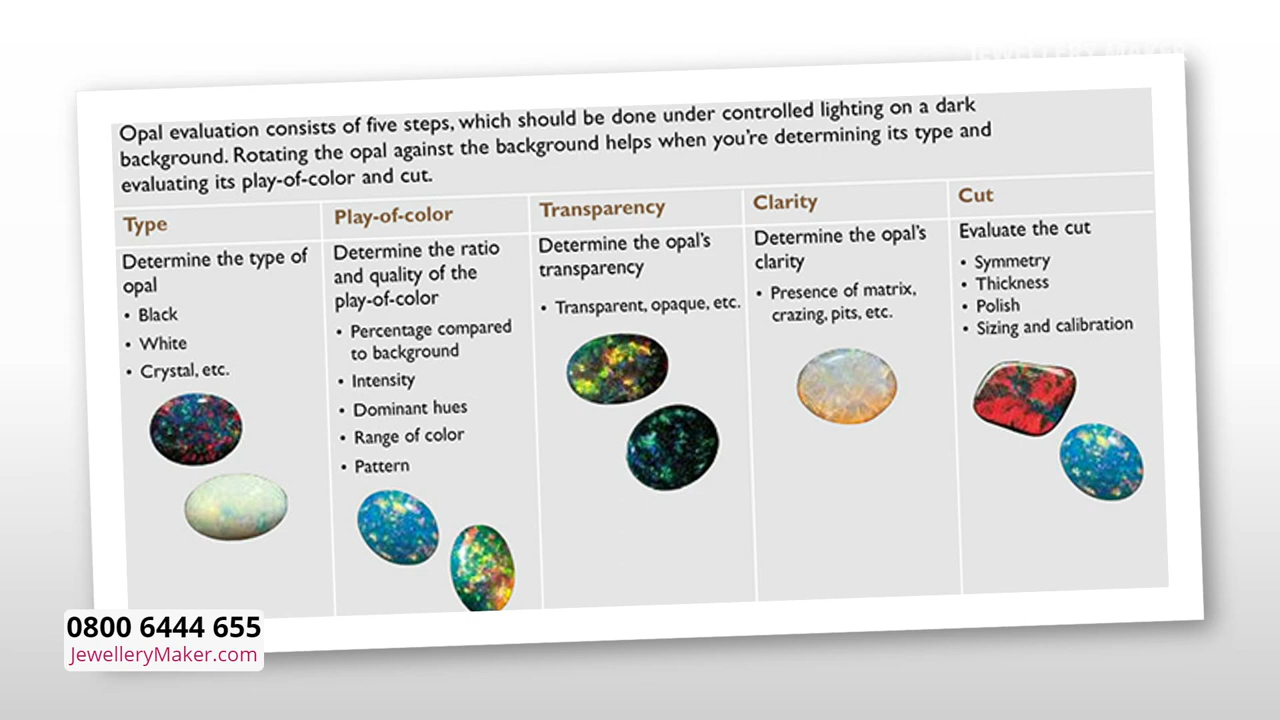 JEWELLERY MAKER
Opal evaluation consists of five steps, which should be done under controlled lighting on a dark
background. Rotating the opal against the background helps when you're determining its type and
evaluating its play-of-color and cut.
Type
Determine the type of
opal
• Black
• White
• Crystal, etc.
Play-of-color
Determine the ratio
and quality of the
play-of-color
• Percentage compared
to background
• Intensity
• Dominant hues
• Range of color
• Pattern
Transparency
Determine the opal's
transparency
• Transparent, opaque, etc.
Clarity
Determine the opal's
clarity
• Presence of matrix,
crazing, pits, etc.
Cut
Evaluate the cut
• Symmetry
• Thickness
• Polish
• Sizing and calibration
0800 6444 655
JewelleryMaker.com